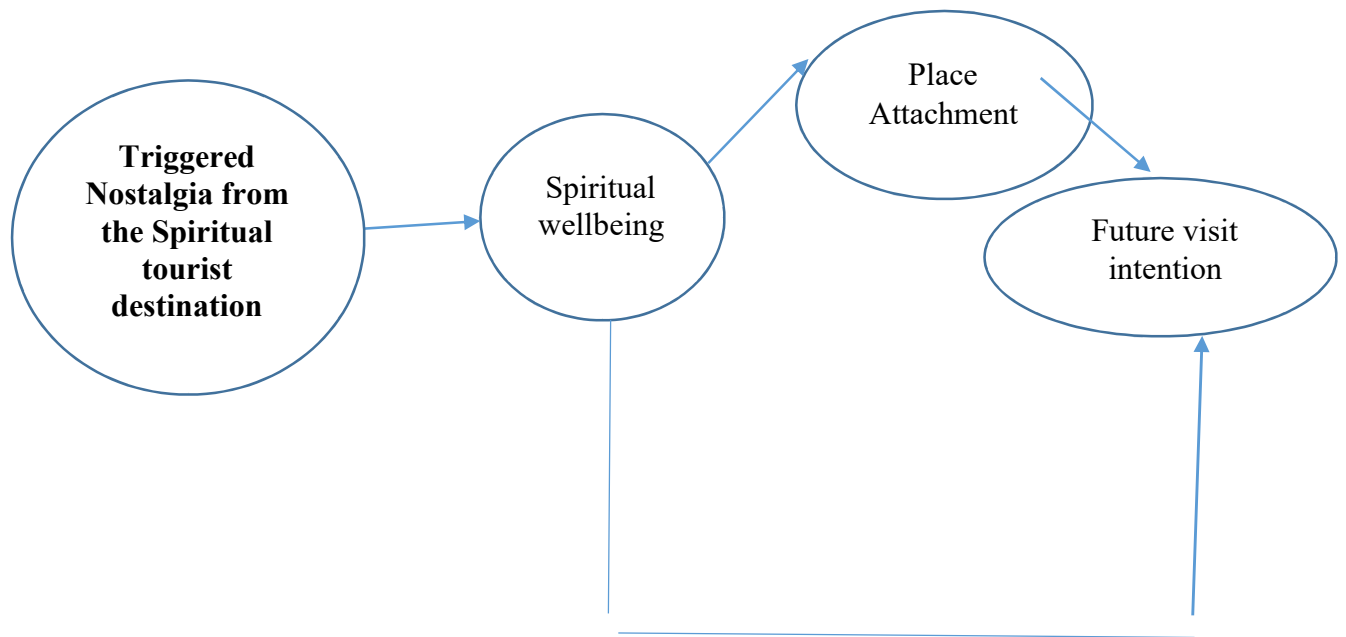 Triggered
Nostalgia from
the Spiritual
tourist
destination
Spiritual
wellbeing
Place
Attachment
Future visit
intention